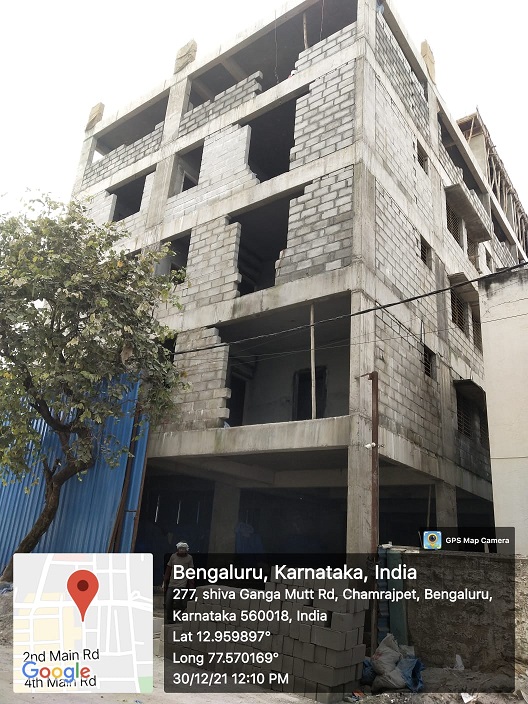 GPS Map Camera
Bengaluru, Karnataka, India
277, shiva Ganga Mutt Rd, Chamrajpet, Bengaluru,
Karnataka 560018, India
Lat 12.959897°
Long 77.570169°
30/12/21 12:10 PM
2nd Main Rd
Google
4th Main Rd